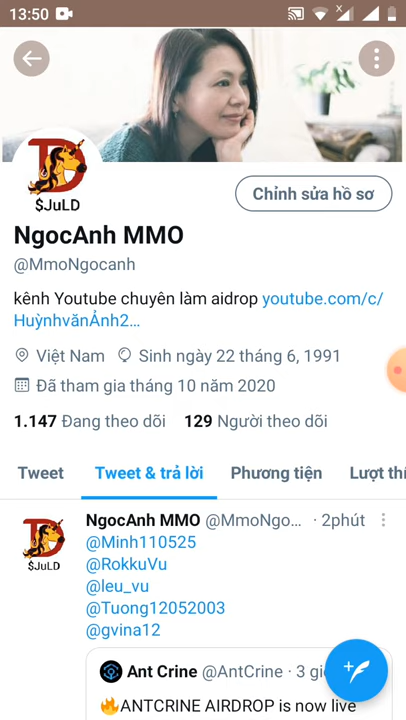 13:50
$JuLD
Chỉnh sửa hồ sơ
NgocAnh MMO
@MmoNgocanh
kênh Youtube chuyên làm aidrop youtube.com/c/
HuỳnhvănẢnh2...
Việt Nam Sinh ngày 22 tháng 6, 1991
Đã tham gia tháng 10 năm 2020
1.147 Đang theo dõi 129 Người theo dõi
Tweet Tweet & trả lời Phương tiện Lượt thí
NgocAnh MMO @MmoNgo... · 2phút
$JuLD
@Minh110525
@RokkuVu
@leu_vu
@Tuong12052003
@gvina12
Ant Crine @AntCrine · 3 gi
🔥ANTCRINE AIRDROP is now live